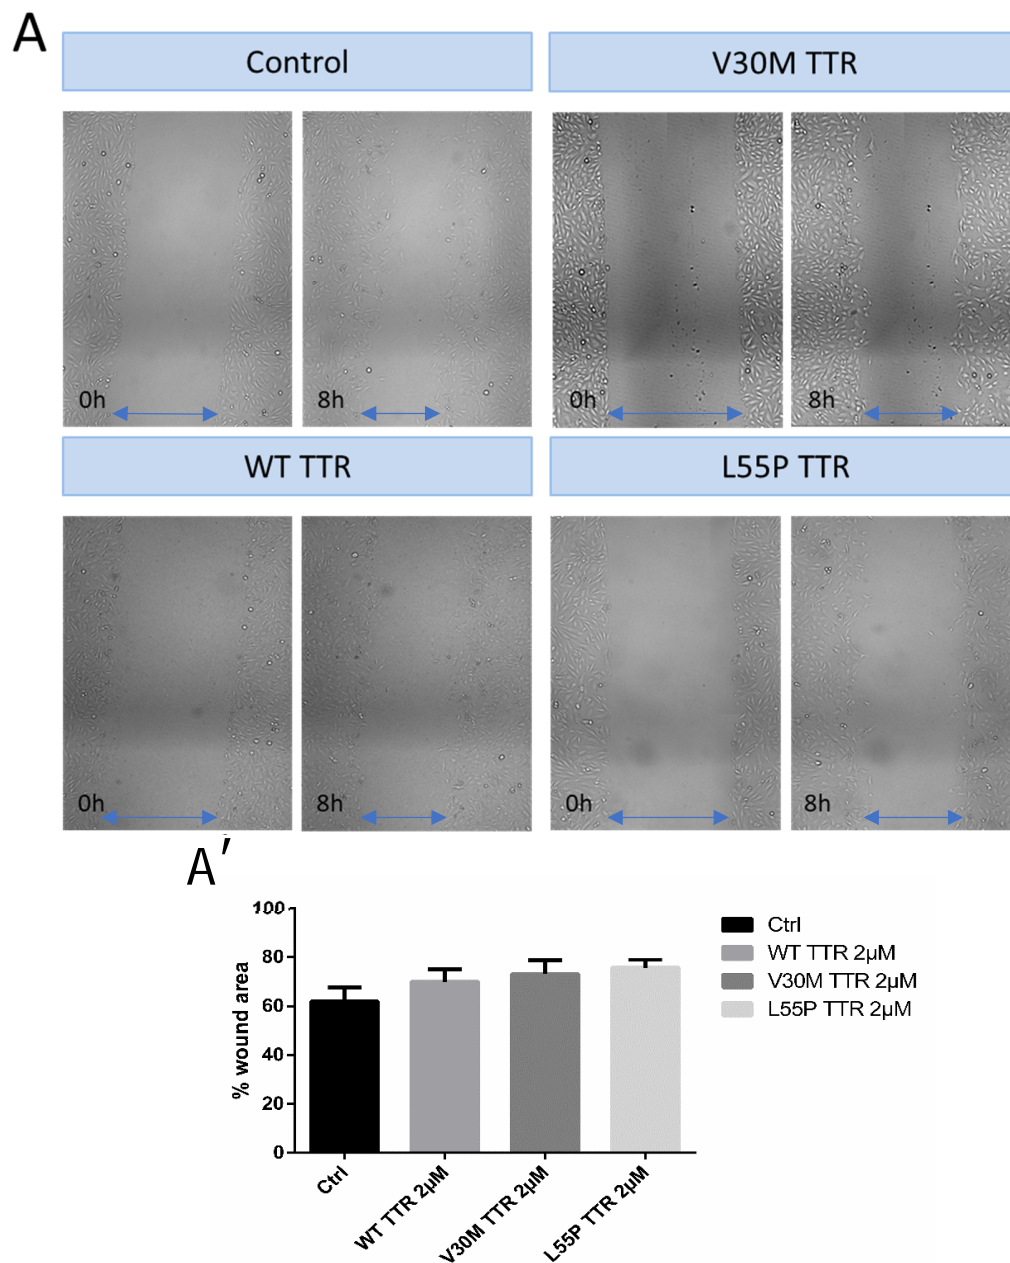 A
Control
V30M TTR
0h
8h
0h
8h
WT TTR
L55P TTR
0h
8h
0h
8h
A'
% wound area
100
80
60
40
20
0
Ctrl
WT TTR 2µM
V30M TTR 2µM
L55P TTR 2µM
Ctrl
WT TTR 2µM
V30M TTR 2µM
L55P TTR 2µM